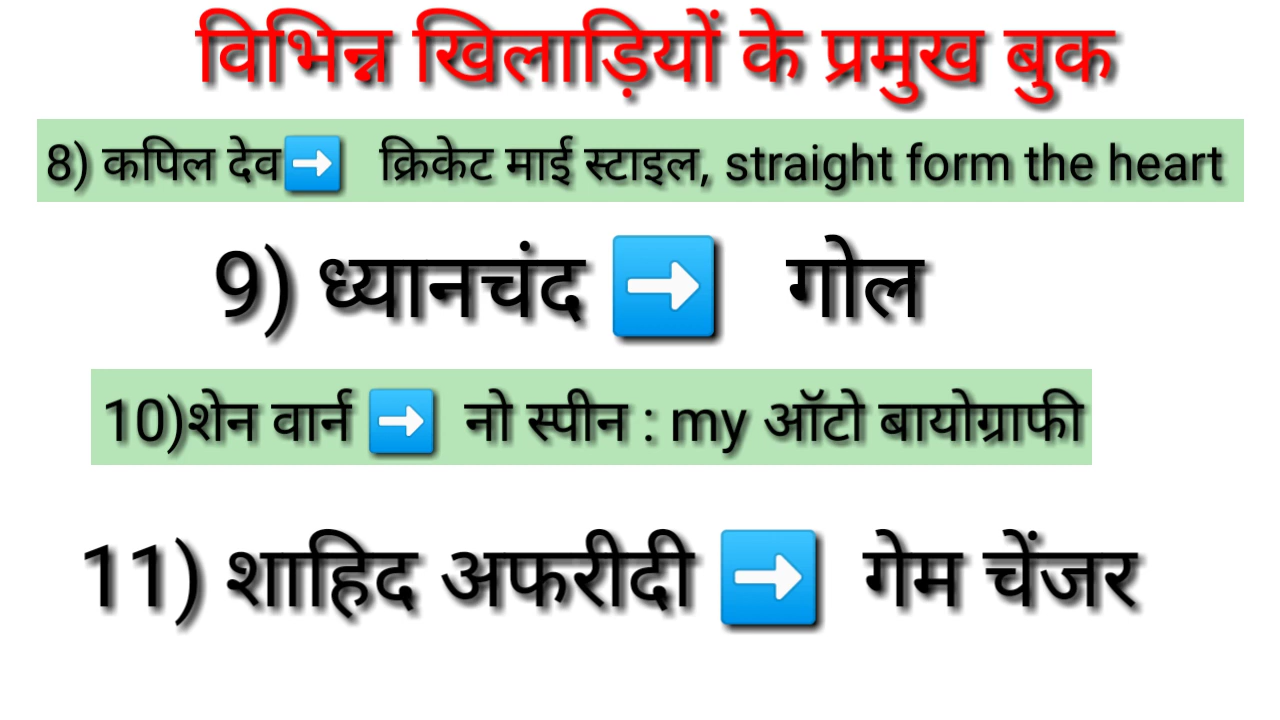 विभिन्न खिलाड़ियों के प्रमुख बुक
8) कपिल देव➡️ क्रिकेट माई स्टाइल, straight form the heart
9) ध्यानचंद ➡️ गोल
10)शेन वार्न ➡️ नो स्पीन : my ऑटो बायोग्राफी
11) शाहिद अफरीदी ➡️ गेम चेंजर